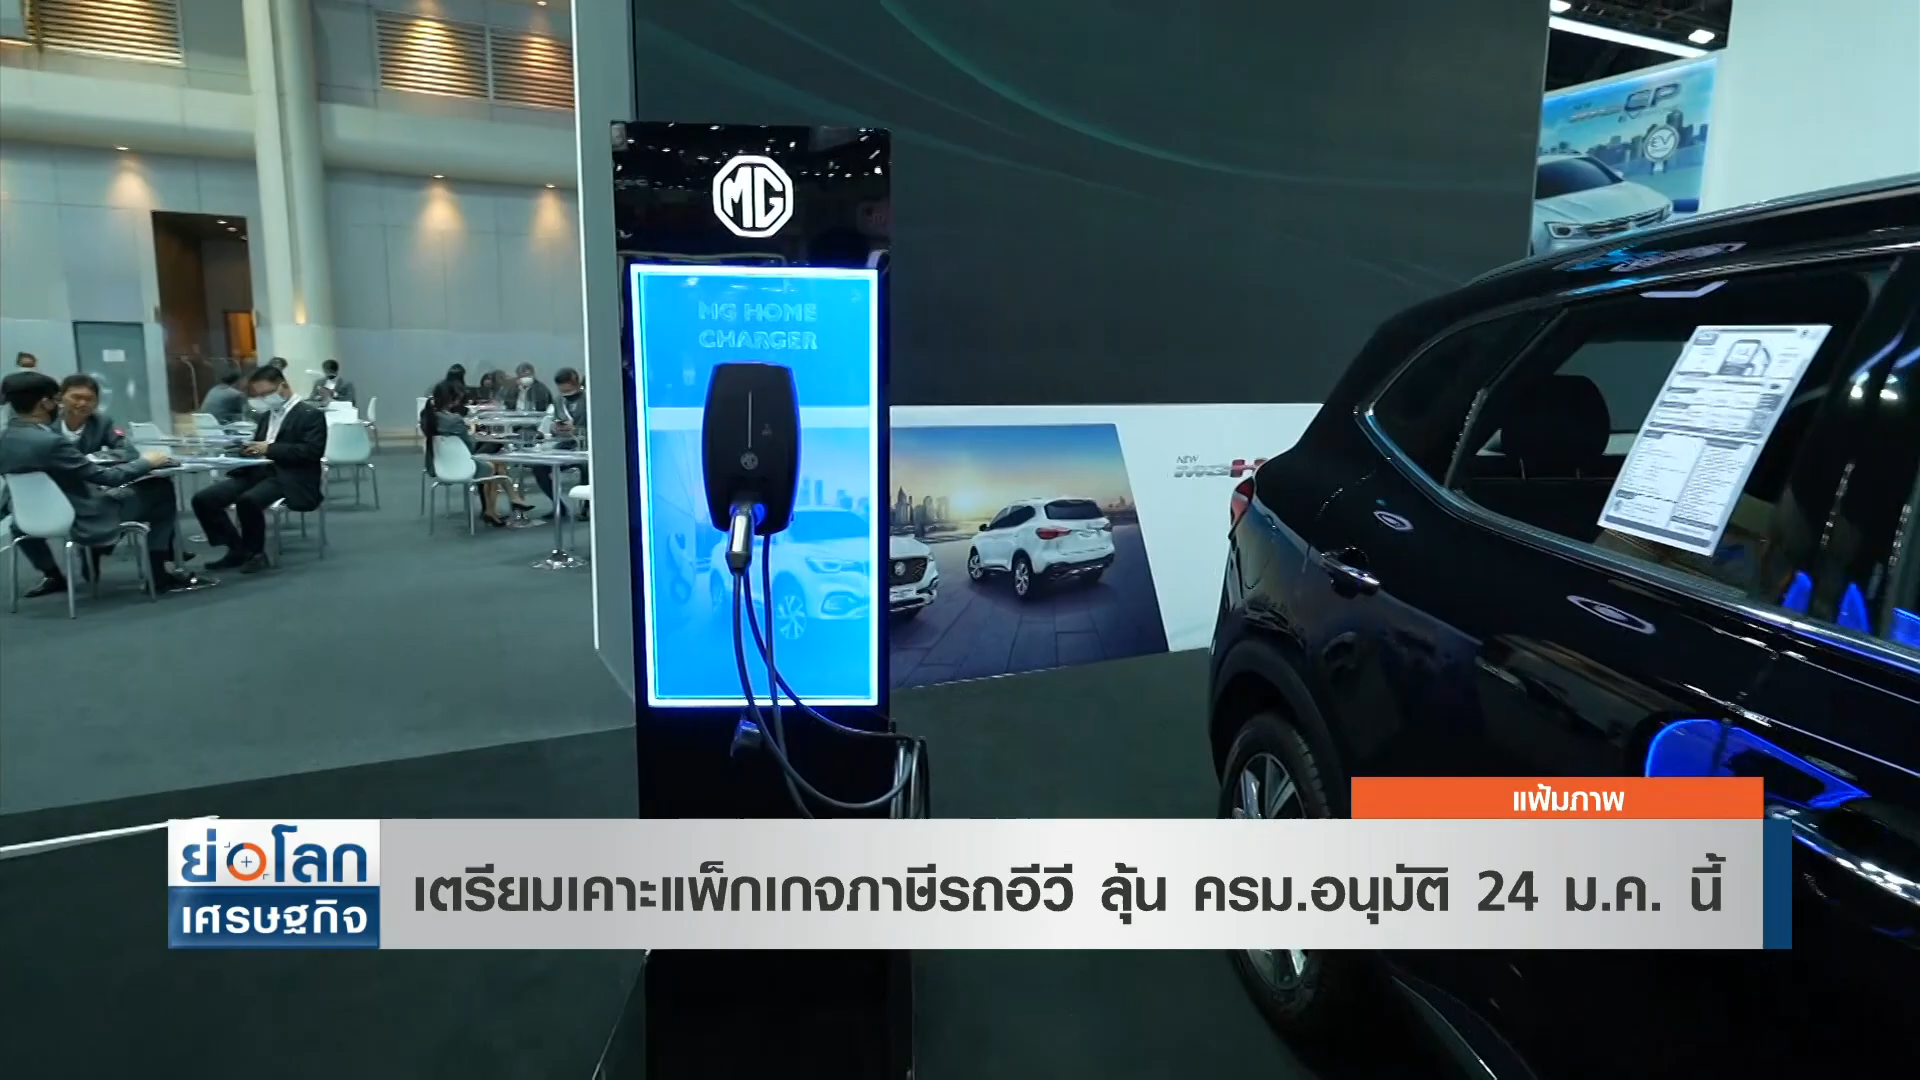 MG
MG HOME
CHARGER
NEW
EV
NEW
แฟ้มภาพ
ย่อโลก
เศรษฐกิจ
เตรียมเคาะแพ็กเกจภาษีรถอีวี ลุ้น ครม.อนุมัติ 24 ม.ค. นี้